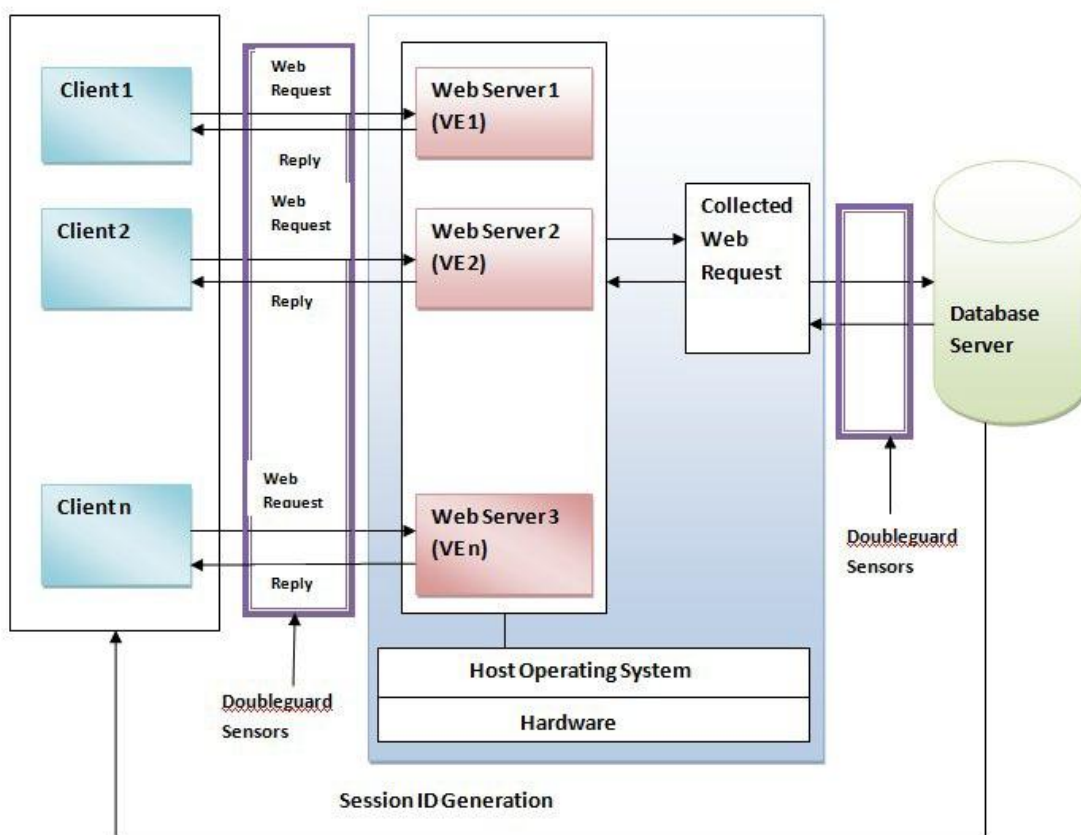 Client 1
Web
Request
Reply
Web Server 1
(VE1)
Client 2
Web
Request
Reply
Web Server 2
(VE2)
Collected
Web
Request
Database
Server
Client n
Web
Request
Reply
Web Server 3
(VEn)
Doubleguard
Sensors
Host Operating System
Hardware
Doubleguard
Sensors
Session ID Generation